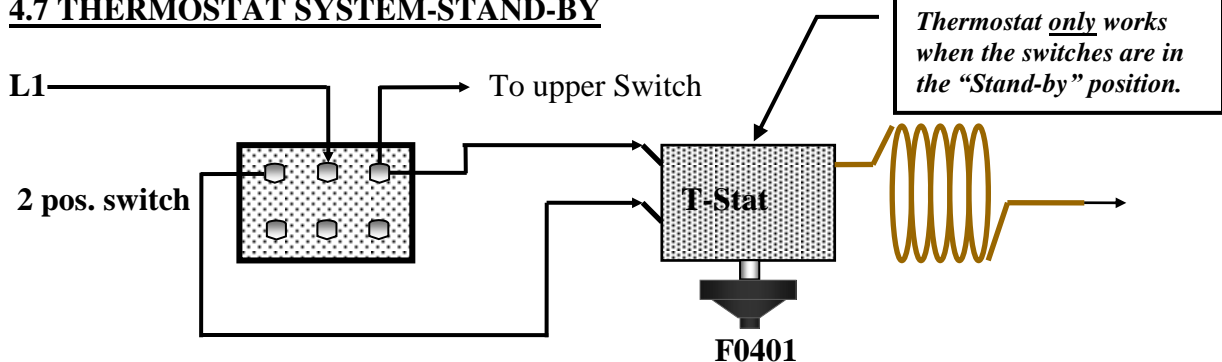 4.7 THERMOSTAT SYSTEM-STAND-BY
Thermostat only works
when the switches are in
the “Stand-by” position.
L1
To upper Switch
2 pos. switch
T-Stat
F0401